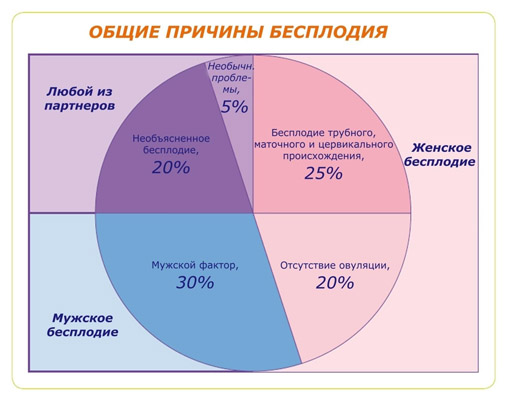 ОБЩИЕ ПРИЧИНЫ БЕСПЛОДИЯ
Любой из
партнеров
Необычн.
пробле-
мы,
5%
Необъясненное
бесплодие,
20%
Бесплодие трубного,
маточного и цервикального
происхождения,
25%
Женское
бесплодие
Мужской фактор,
30%
Отсутствие овуляции,
20%
Мужское
бесплодие